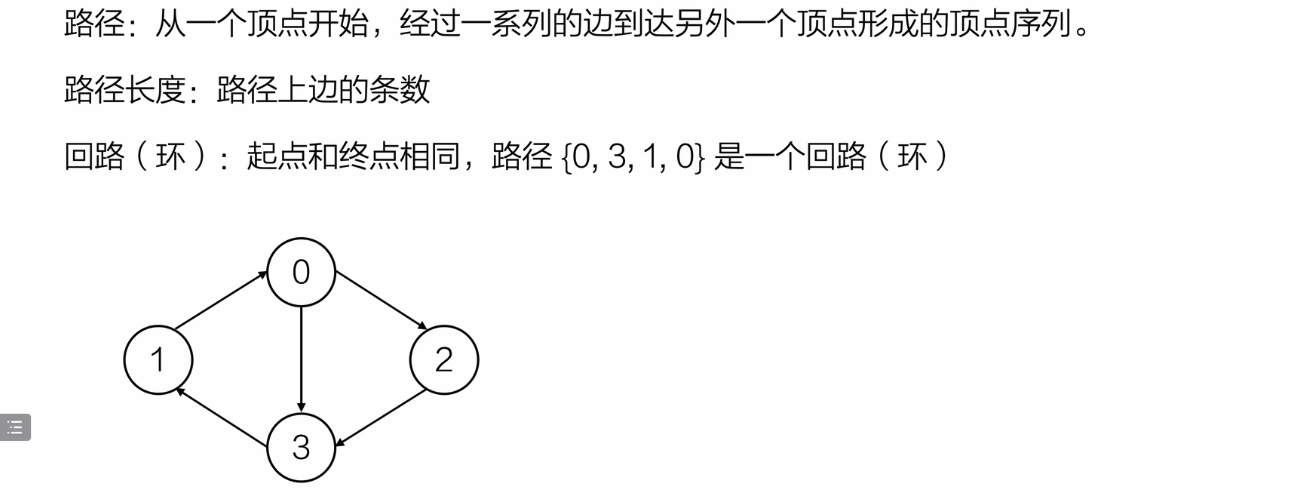 路径：从一个顶点开始，经过一系列的边到达另外一个顶点形成的顶点序列。
路径长度：路径上边的条数
回路（环）：起点和终点相同，路径 {0, 3, 1, 0} 是一个回路（环）
0
1
2
3